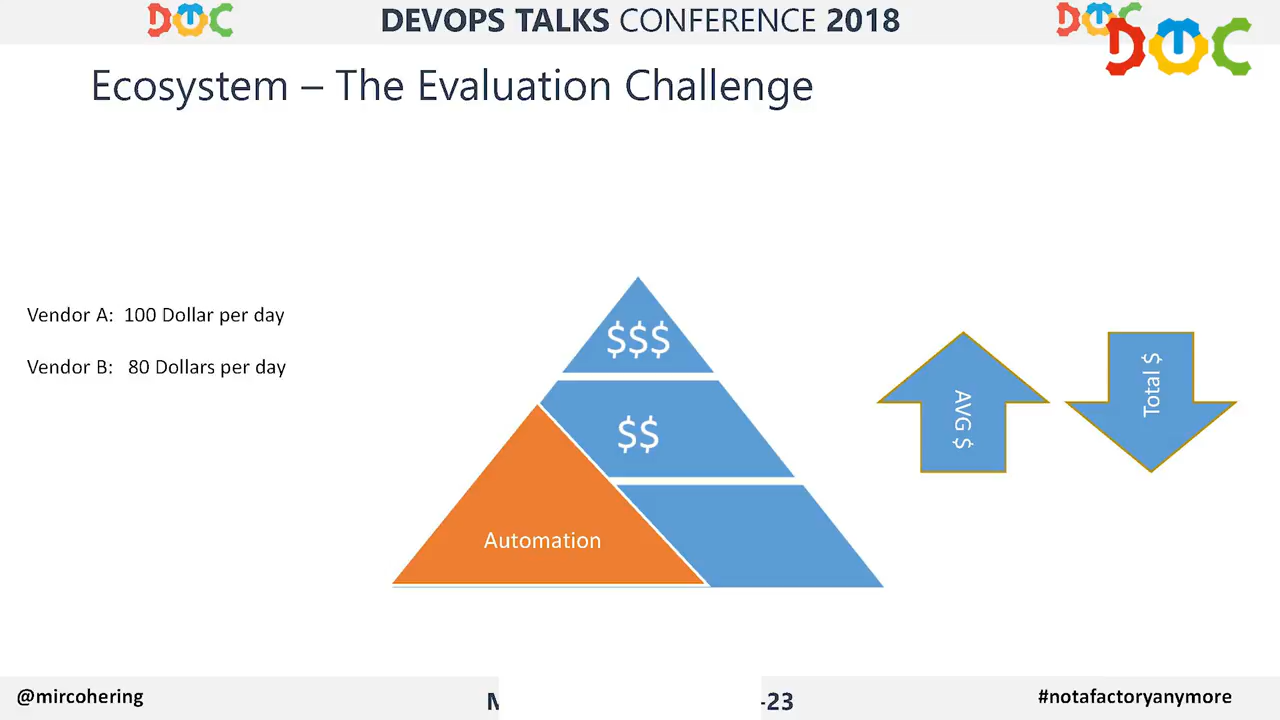 DEVOPS TALKS CONFERENCE 2018
Ecosystem – The Evaluation Challenge
Vendor A: 100 Dollar per day
Vendor B: 80 Dollars per day
$$$
$$
Automation
AVG $
Total $
@mircohering
-23
#notafactoryanymore